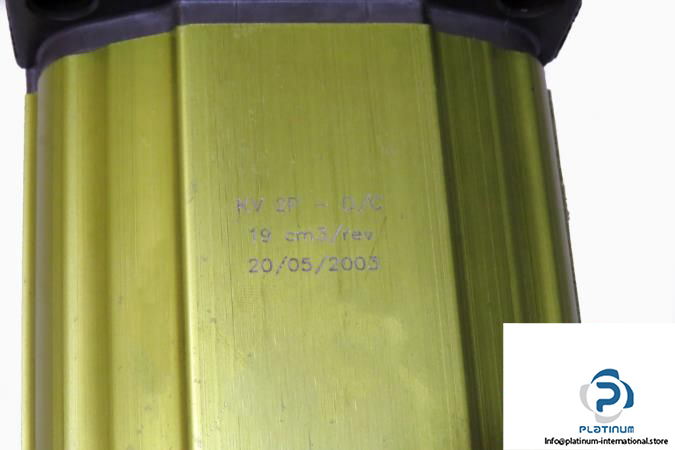 KV 2P - D/C
19 cm3/rev
20/05/2003
PLATINUM
Info@platinum-international.store